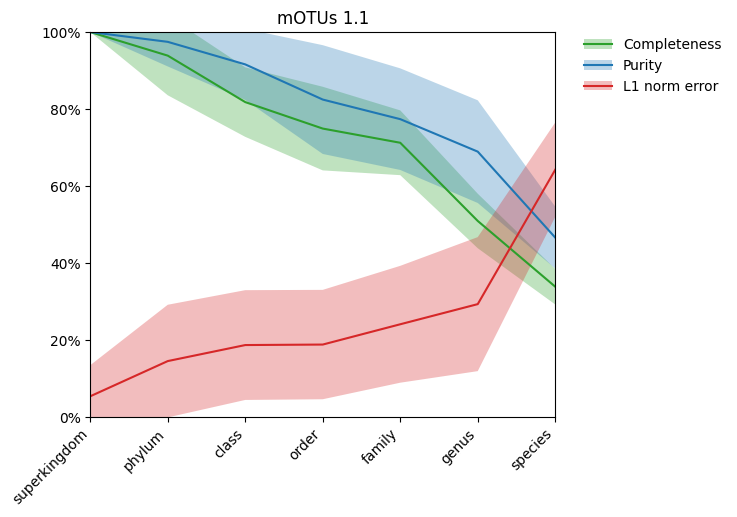 mOTUs 1.1
100%
80%
60%
40%
20%
0%
superkingdom
phylum
class
order
family
genus
species
Completeness
Purity
L1 norm error